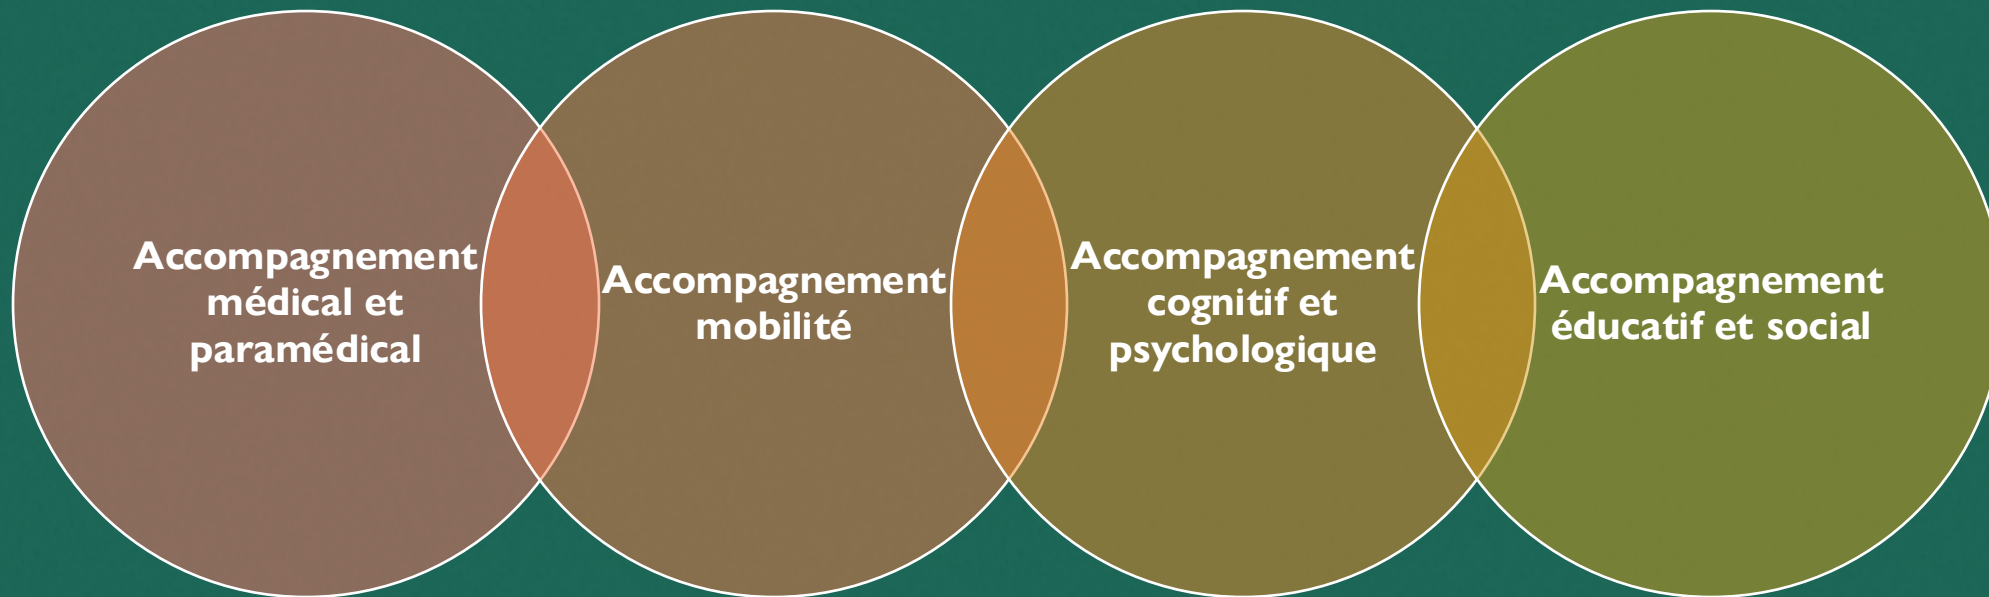 Accompagnement
médical et
paramédical
Accompagnement
mobilité
Accompagnement
cognitif et
psychologique
Accompagnement
éducatif et social